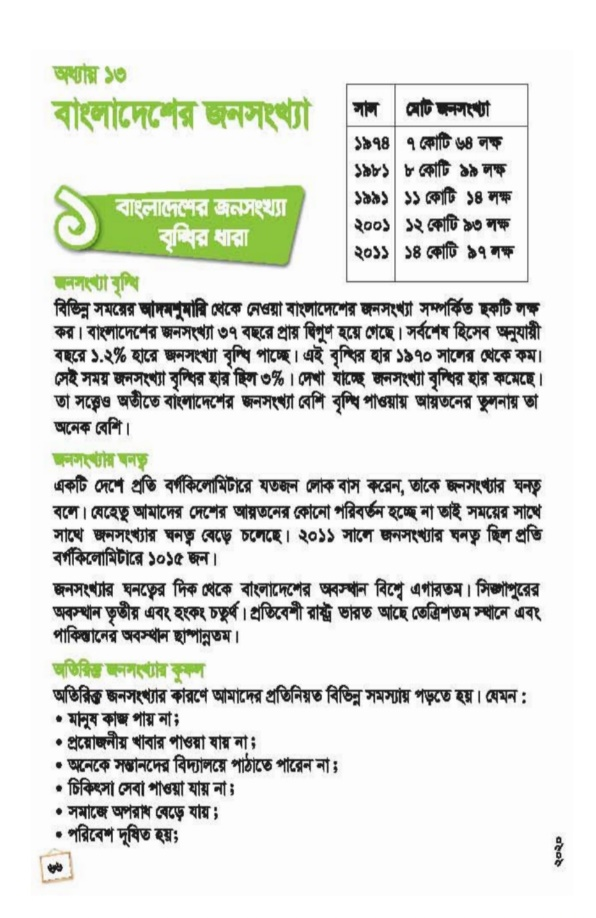 অধ্যায় ১৩
বাংলাদেশের জনসংখ্যা
সাল মোট জনসংখ্যা
১৯৭৪ ৭ কোটি ৬৪ লক্ষ
১৯৮১ ৮ কোটি ৯৯ লক্ষ
১৯৯১ ১১ কোটি ১৪ লক্ষ
২০০১ ১২ কোটি ৯৩ লক্ষ
২০১১ ১৪ কোটি ৯৭ লক্ষ
১ বাংলাদেশের জনসংখ্যা
বৃদ্ধির ধারা
জনসংখ্যা বৃদ্ধি
বিভিন্ন সময়ের আদমশুমারি থেকে নেওয়া বাংলাদেশের জনসংখ্যা সম্পর্কিত ছকটি লক্ষ
কর। বাংলাদেশের জনসংখ্যা ৩৭ বছরে প্রায় দ্বিগুণ হয়ে গেছে। সর্বশেষ হিসেব অনুযায়ী
বছরে ১.২% হারে জনসংখ্যা বৃদ্ধি পাচ্ছে। এই বৃদ্ধির হার ১৯৭০ সালের থেকে কম।
সেই সময় জনসংখ্যা বৃদ্ধির হার ছিল ৩%। দেখা যাচ্ছে জনসংখ্যা বৃদ্ধির হার কমেছে।
তা সত্ত্বেও অতীতে বাংলাদেশের জনসংখ্যা বেশি বৃদ্ধি পাওয়ায় আয়তনের তুলনায় তা
অনেক বেশি।
জনসংখ্যার ঘনত্ব
একটি দেশে প্রতি বর্গকিলোমিটারে যতজন লোক বাস করেন, তাকে জনসংখ্যার ঘনত্ব
বলে। যেহেতু আমাদের দেশের আয়তনের কোনো পরিবর্তন হচ্ছে না তাই সময়ের সাথে
সাথে জনসংখ্যার ঘনত্ব বেড়ে চলেছে। ২০১১ সালে জনসংখ্যার ঘনত্ব ছিল প্রতি
বর্গকিলোমিটারে ১০১৫ জন।
জনসংখ্যার ঘনত্বের দিক থেকে বাংলাদেশের অবস্থান বিশ্বে এগারতম। সিঙ্গাপুরের
অবস্থান তৃতীয় এবং হংকং চতুর্থ। প্রতিবেশী রাষ্ট্র ভারত আছে তেত্রিশতম স্থানে এবং
পাকিস্তানের অবস্থান ছাপ্পান্নতম।
অতিরিক্ত জনসংখ্যার কুফল
অতিরিক্ত জনসংখ্যার কারণে আমাদের প্রতিনিয়ত বিভিন্ন সমস্যায় পড়তে হয়। যেমন :
• মানুষ কাজ পায় না;
• প্রয়োজনীয় খাবার পাওয়া যায় না;
• অনেকে সন্তানদের বিদ্যালয়ে পাঠাতে পারেন না;
• চিকিৎসা সেবা পাওয়া যায় না;
• সমাজে অপরাধ বেড়ে যায়;
• পরিবেশ দূষিত হয়;
৬৬
২০২০